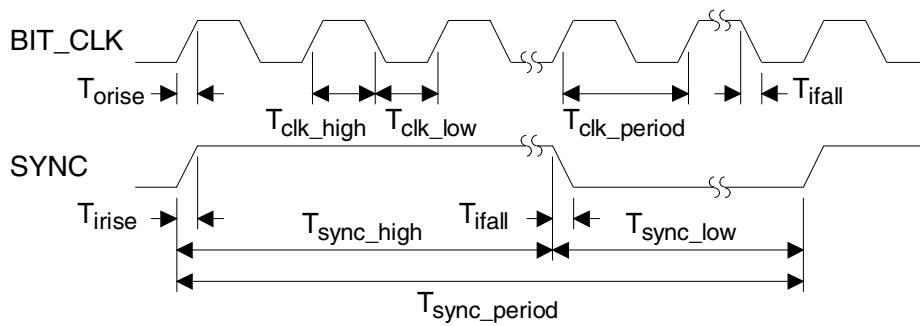 BIT_CLK
T_orise
T_clk_high
T_clk_low
T_clk_period
T_ifall
SYNC
T_irise
T_sync_high
T_ifall
T_sync_low
T_sync_period